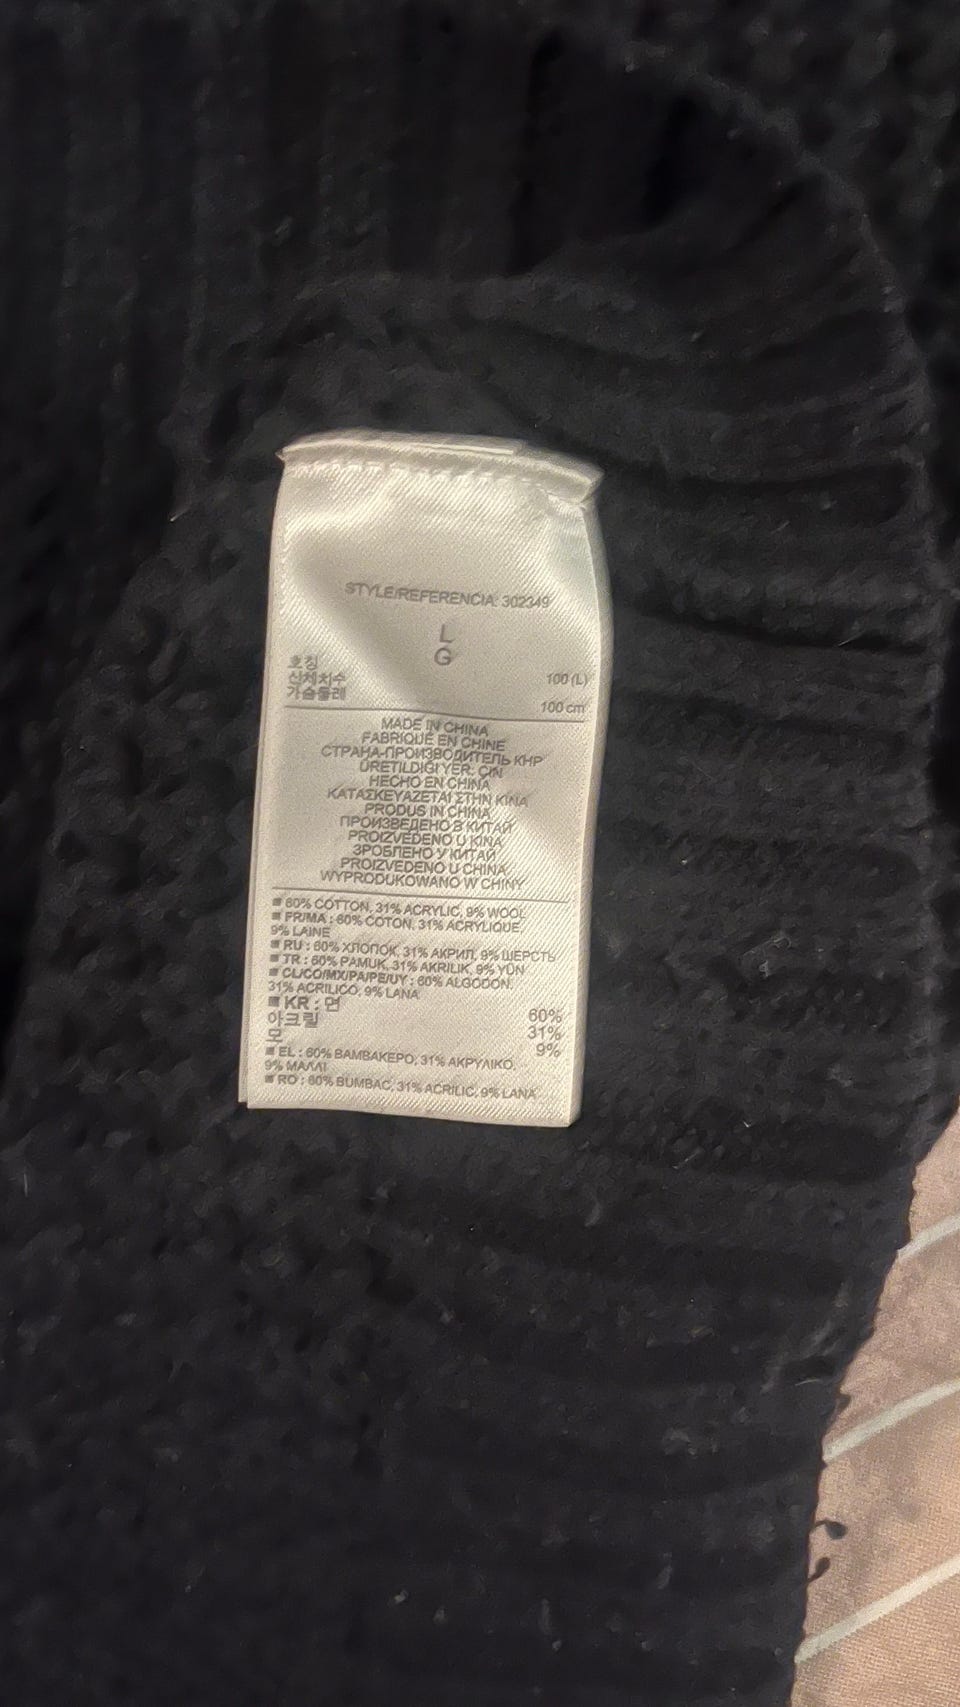 STYLE/REFERENCIA: 302349
L
G
호칭 100 (L)
신체치수
가슴둘레 100 cm
MADE IN CHINA
FABRIQUÉ EN CHINE
СТРАНА-ПРОИЗВОДИТЕЛЬ КНР
ÜRETILDIĞI YER: ÇIN
HECHO EN CHINA
ΚΑΤΑΣΚΕΥΑΖΕΤΑΙ ΣΤΗΝ ΚΙΝΑ
PRODUS IN CHINA
ПРОИЗВЕДЕНО В КИТАЙ
PROIZVEDENO U KINA
ЗРОБЛЕНО У КИТАЙ
PROIZVEDENO U CHINA
WYPRODUKOWANO W CHINY
■ 60% COTTON, 31% ACRYLIC, 9% WOOL
■ FR/MA : 60% COTON, 31% ACRYLIQUE,
9% LAINE
■ RU : 60% ХЛОПОК, 31% АКРИЛ, 9% ШЕРСТЬ
■ TR : 60% PAMUK, 31% AKRILIK, 9% YÜN
■ CL/CO/MX/PA/PE/UY : 60% ALGODÓN,
31% ACRÍLICO, 9% LANA
■ KR : 면 60%
아크릴 31%
모 9%
■ EL : 60% ΒΑΜΒΑΚΕΡΟ, 31% ΑΚΡΥΛΙΚΟ,
9% ΜΑΛΛΙ
■ RO : 60% BUMBAC, 31% ACRILIC, 9% LANA